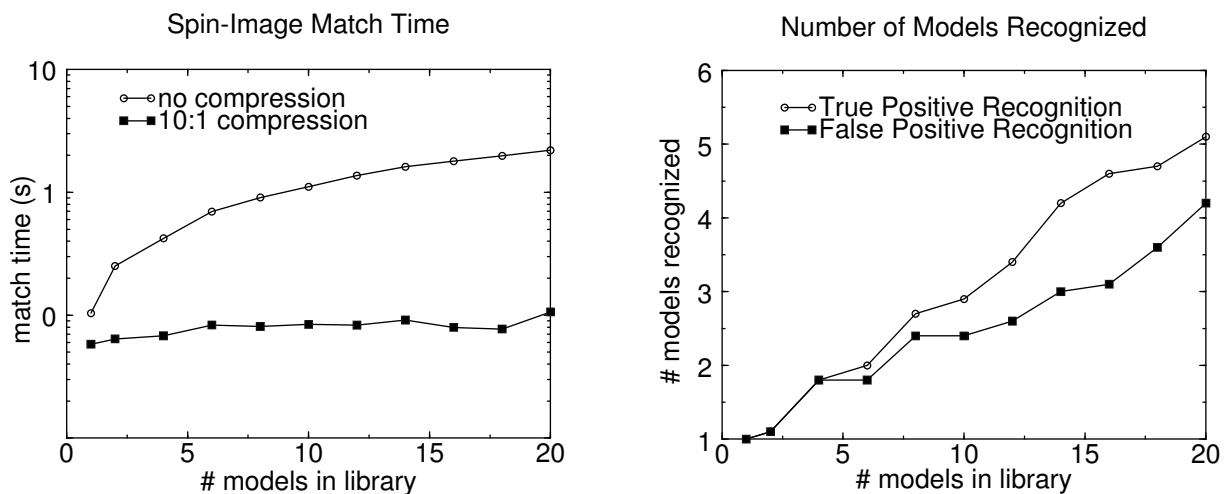 Spin-Image Match Time
10
1
0
match time (s)
no compression
10:1 compression
0 5 10 15 20
# models in library
Number of Models Recognized
6
5
4
3
2
1
# models recognized
True Positive Recognition
False Positive Recognition
0 5 10 15 20
# models in library